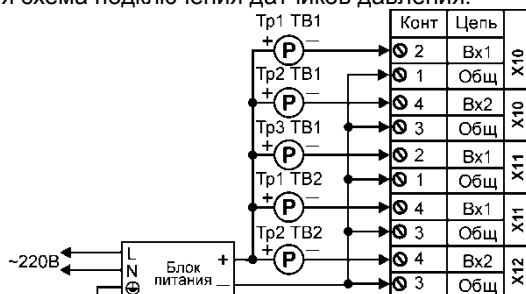 я схема подключения датчиков давления.
Тр1 ТВ1
Конт Цепь
+ P −
2 Вх1 X10
Тр2 ТВ1
1 Общ
+ P −
4 Вх2 X10
Тр3 ТВ1
3 Общ
+ P −
2 Вх1 X11
Тр1 ТВ2
1 Общ
+ P −
4 Вх1 X11
Тр2 ТВ2
3 Общ
+ P −
4 Вх2 X12
3 Общ
~220В
L
N
Блок
питания
+
−